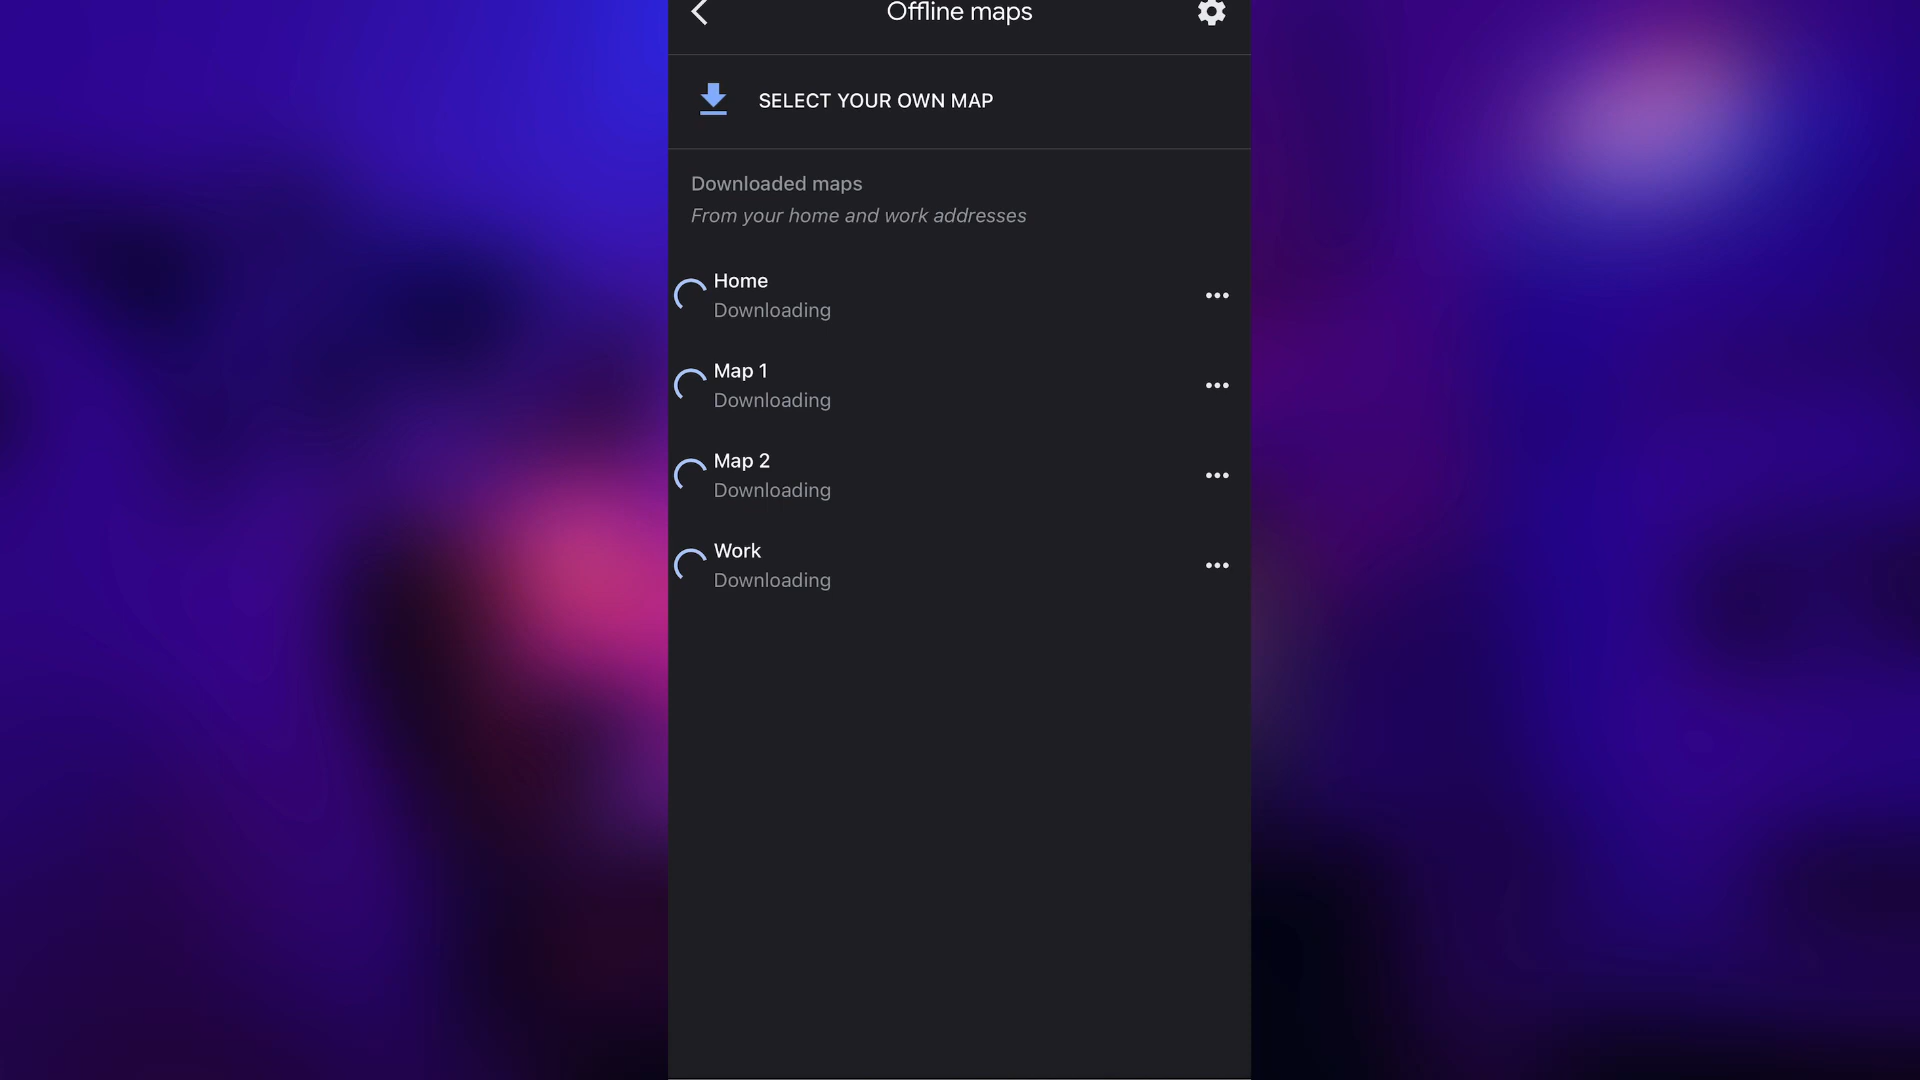 Offline maps
SELECT YOUR OWN MAP
Downloaded maps
From your home and work addresses
Home
Downloading
Map 1
Downloading
Map 2
Downloading
Work
Downloading